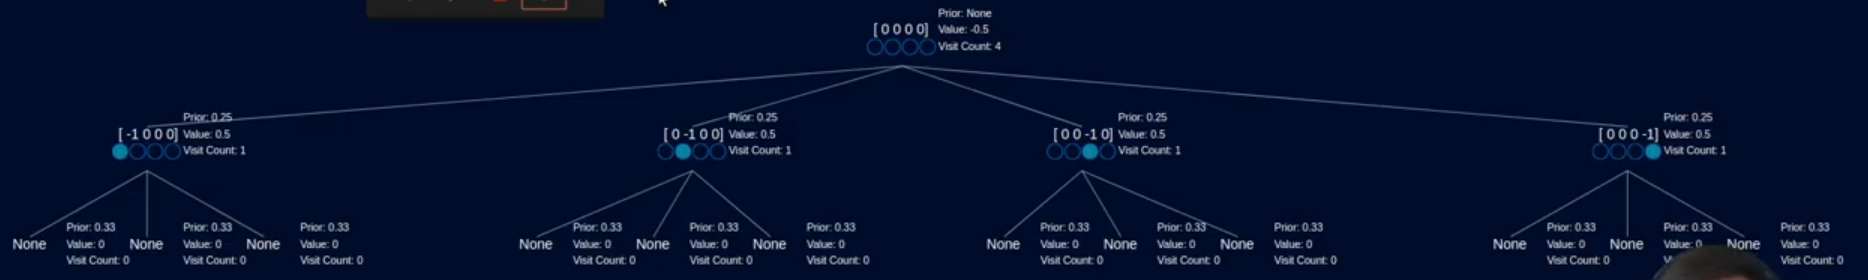 Prior: None
[ 0 0 0 0] Value: -0.5
Visit Count: 4
Prior: 0.25 Prior: 0.25 Prior: 0.25 Prior: 0.25
[ -1 0 0 0] Value: 0.5 [ 0 -1 0 0] Value: 0.5 [ 0 0 -1 0] Value: 0.5 [ 0 0 0 -1] Value: 0.5
Visit Count: 1 Visit Count: 1 Visit Count: 1 Visit Count: 1
Prior: 0.33 Prior: 0.33 Prior: 0.33 Prior: 0.33 Prior: 0.33 Prior: 0.33 Prior: 0.33 Prior: 0.33 Prior: 0.33 Prior: 0.33 Prior: 0.33 Prior: 0.33
None Value: 0 None Value: 0 None Value: 0 None Value: 0 None Value: 0 None Value: 0 None Value: 0 None Value: 0 None Value: 0 None Value: 0 None Value: 0 None Value: 0
Visit Count: 0 Visit Count: 0 Visit Count: 0 Visit Count: 0 Visit Count: 0 Visit Count: 0 Visit Count: 0 Visit Count: 0 Visit Count: 0 Visit Count: 0 Visit Count: 0